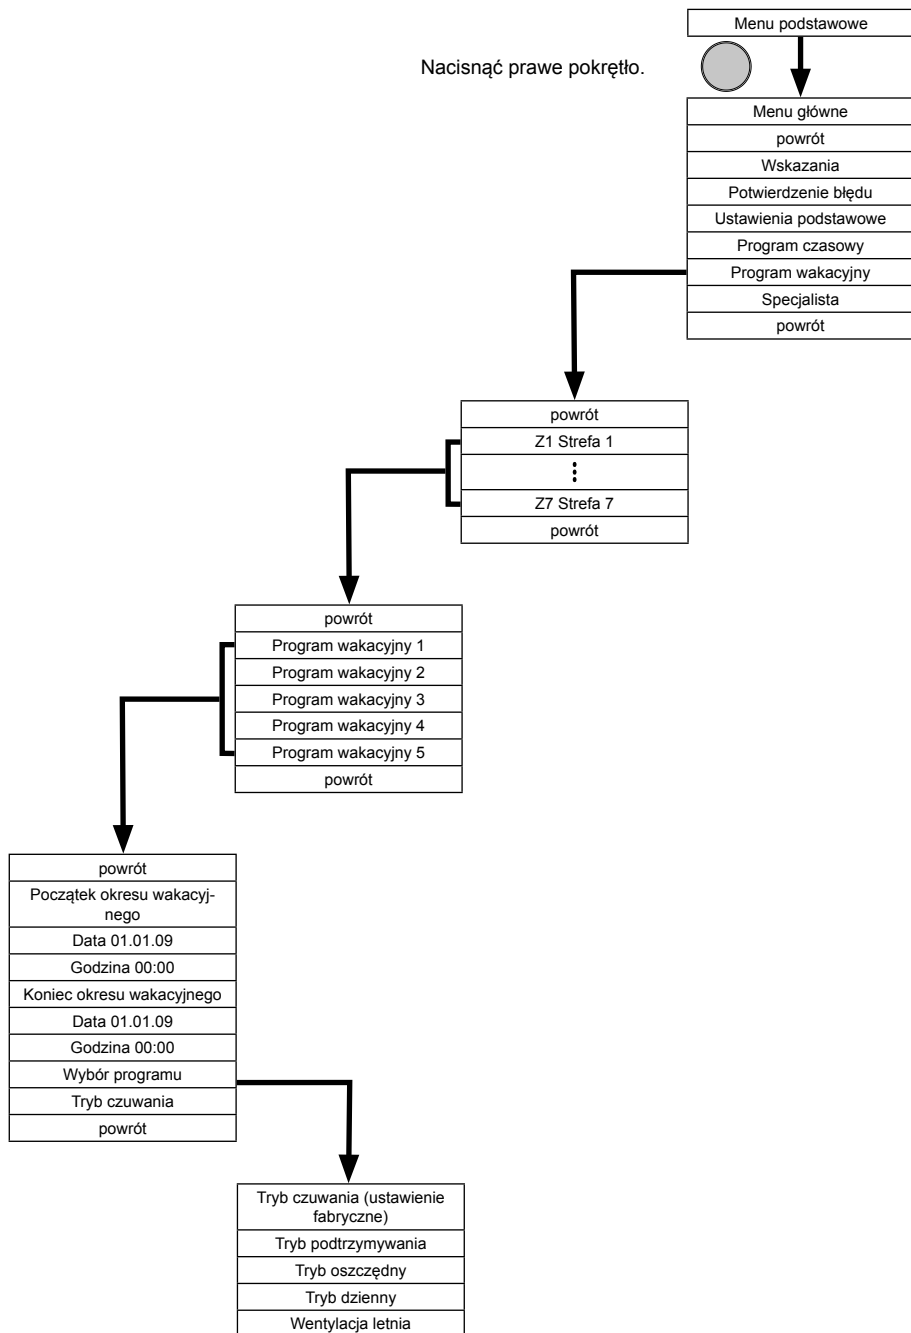 Menu podstawowe
Nacisnąć prawe pokrętło.
Menu główne
powrót
Wskazania
Potwierdzenie błędu
Ustawienia podstawowe
Program czasowy
Program wakacyjny
Specjalista
powrót
powrót
Z1 Strefa 1
Z7 Strefa 7
powrót
powrót
Program wakacyjny 1
Program wakacyjny 2
Program wakacyjny 3
Program wakacyjny 4
Program wakacyjny 5
powrót
powrót
Początek okresu wakacyj-
nego
Data 01.01.09
Godzina 00:00
Koniec okresu wakacyjnego
Data 01.01.09
Godzina 00:00
Wybór programu
Tryb czuwania
powrót
Tryb czuwania (ustawienie
fabryczne)
Tryb podtrzymywania
Tryb oszczędny
Tryb dzienny
Wentylacja letnia